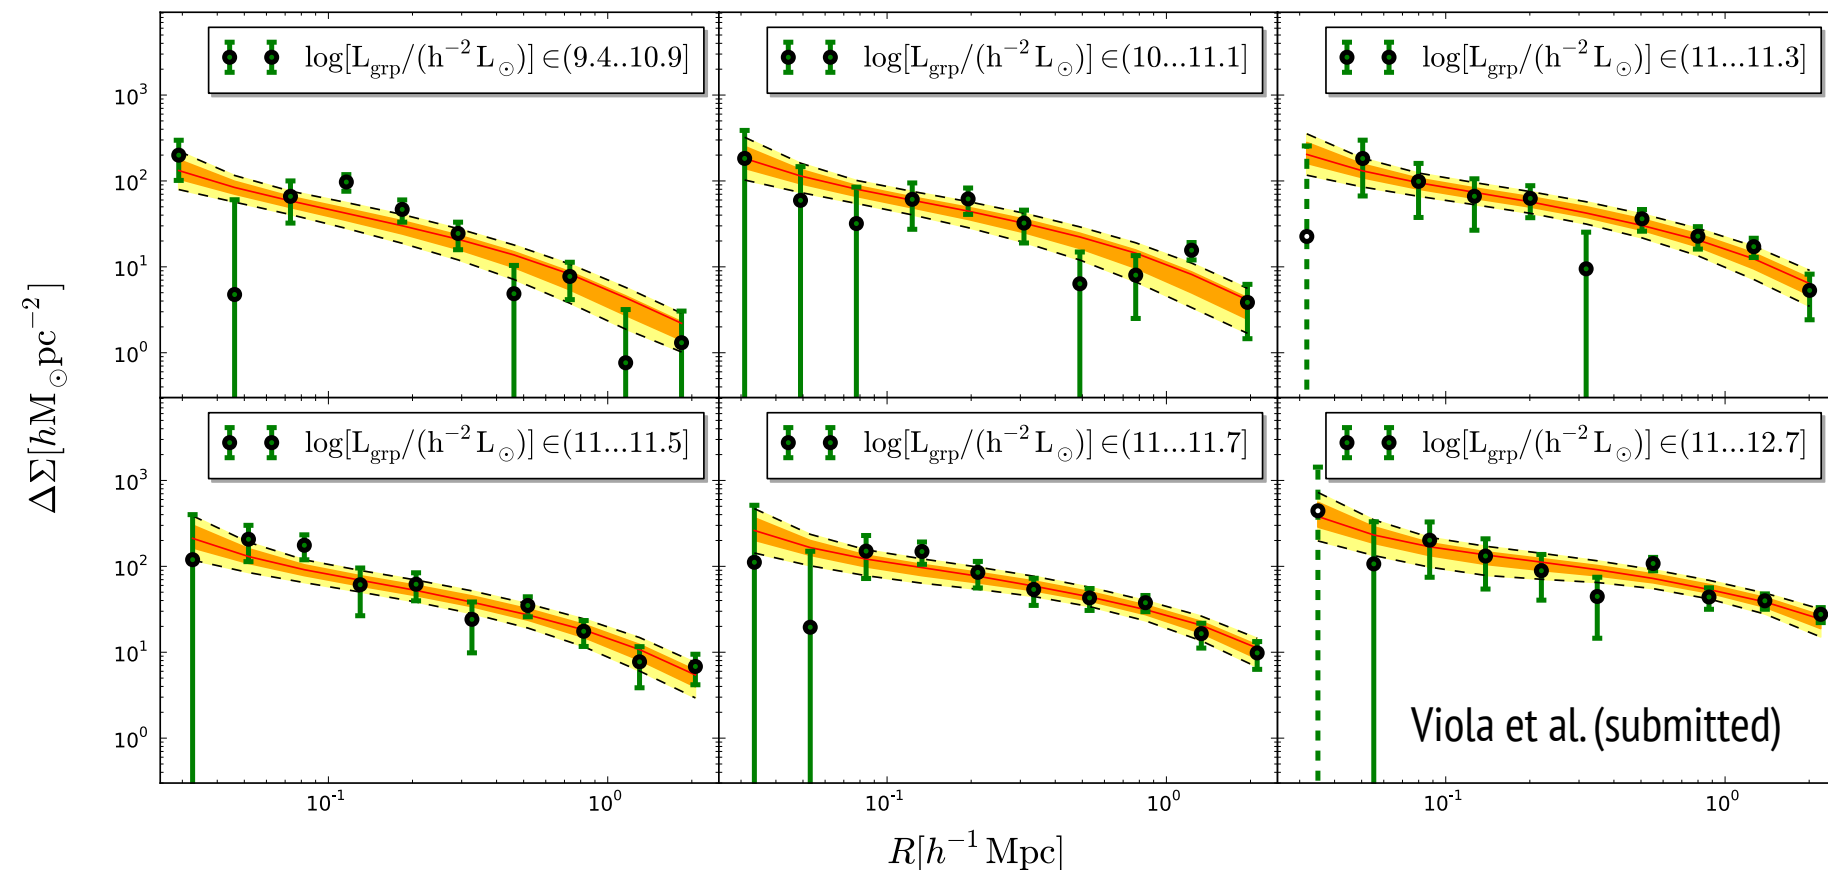 log[L_grp/(h^−2 L_⊙)] ∈(9.4..10.9]
log[L_grp/(h^−2 L_⊙)] ∈(10...11.1]
log[L_grp/(h^−2 L_⊙)] ∈(11...11.3]
10^3
10^2
10^1
10^0
log[L_grp/(h^−2 L_⊙)] ∈(11...11.5]
log[L_grp/(h^−2 L_⊙)] ∈(11...11.7]
log[L_grp/(h^−2 L_⊙)] ∈(11...12.7]
10^3
10^2
10^1
10^0
Viola et al. (submitted)
10^-1 10^0 10^-1 10^0 10^-1 10^0
ΔΣ[hM_⊙pc^−2]
R[h^−1 Mpc]